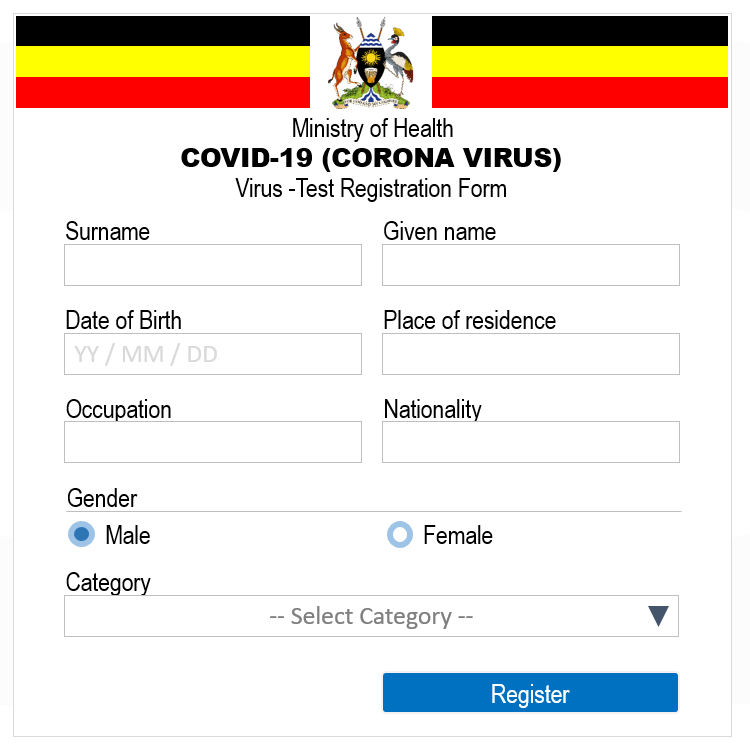 Ministry of Health
COVID-19 (CORONA VIRUS)
Virus -Test Registration Form
Surname
Given name
Date of Birth
Place of residence
YY / MM / DD
Occupation
Nationality
Gender
Male
Female
Category
-- Select Category --
Register